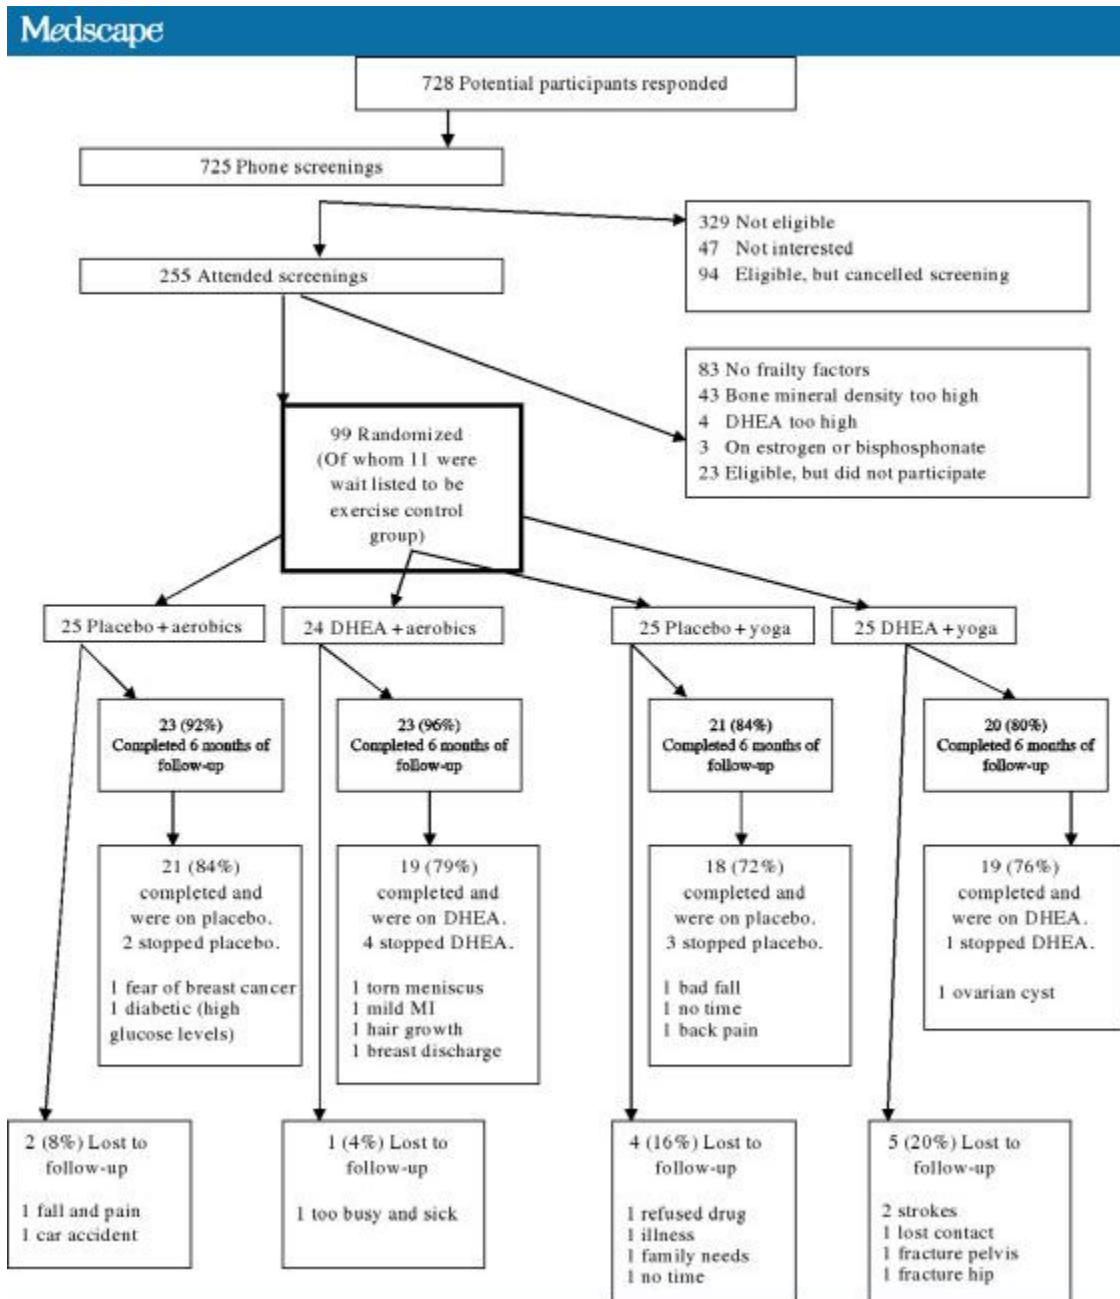 Medscape
728 Potential participants responded
725 Phone screenings
329 Not eligible
47 Not interested
94 Eligible, but cancelled screening
255 Attended screenings
83 No frailty factors
43 Bone mineral density too high
4 DHEA too high
3 On estrogen or bisphosphonate
23 Eligible, but did not participate
99 Randomized
(Of whom 11 were
wait listed to be
exercise control
group)
25 Placebo + aerobics
24 DHEA + aerobics
25 Placebo + yoga
25 DHEA + yoga
23 (92%)
Completed 6 months of
follow-up
23 (96%)
Completed 6 months of
follow-up
21 (84%)
Completed 6 months of
follow-up
20 (80%)
Completed 6 months of
follow-up
21 (84%)
completed and
were on placebo.
2 stopped placebo.
1 fear of breast cancer
1 diabetic (high
glucose levels)
19 (79%)
completed and
were on DHEA.
4 stopped DHEA.
1 torn meniscus
1 mild MI
1 hair growth
1 breast discharge
18 (72%)
completed and
were on placebo.
3 stopped placebo.
1 bad fall
1 no time
1 back pain
19 (76%)
completed and
were on DHEA.
1 stopped DHEA.
1 ovarian cyst
2 (8%) Lost to
follow-up
1 fall and pain
1 car accident
1 (4%) Lost to
follow-up
1 too busy and sick
4 (16%) Lost to
follow-up
1 refused drug
1 illness
1 family needs
1 no time
5 (20%) Lost to
follow-up
2 strokes
1 lost contact
1 fracture pelvis
1 fracture hip